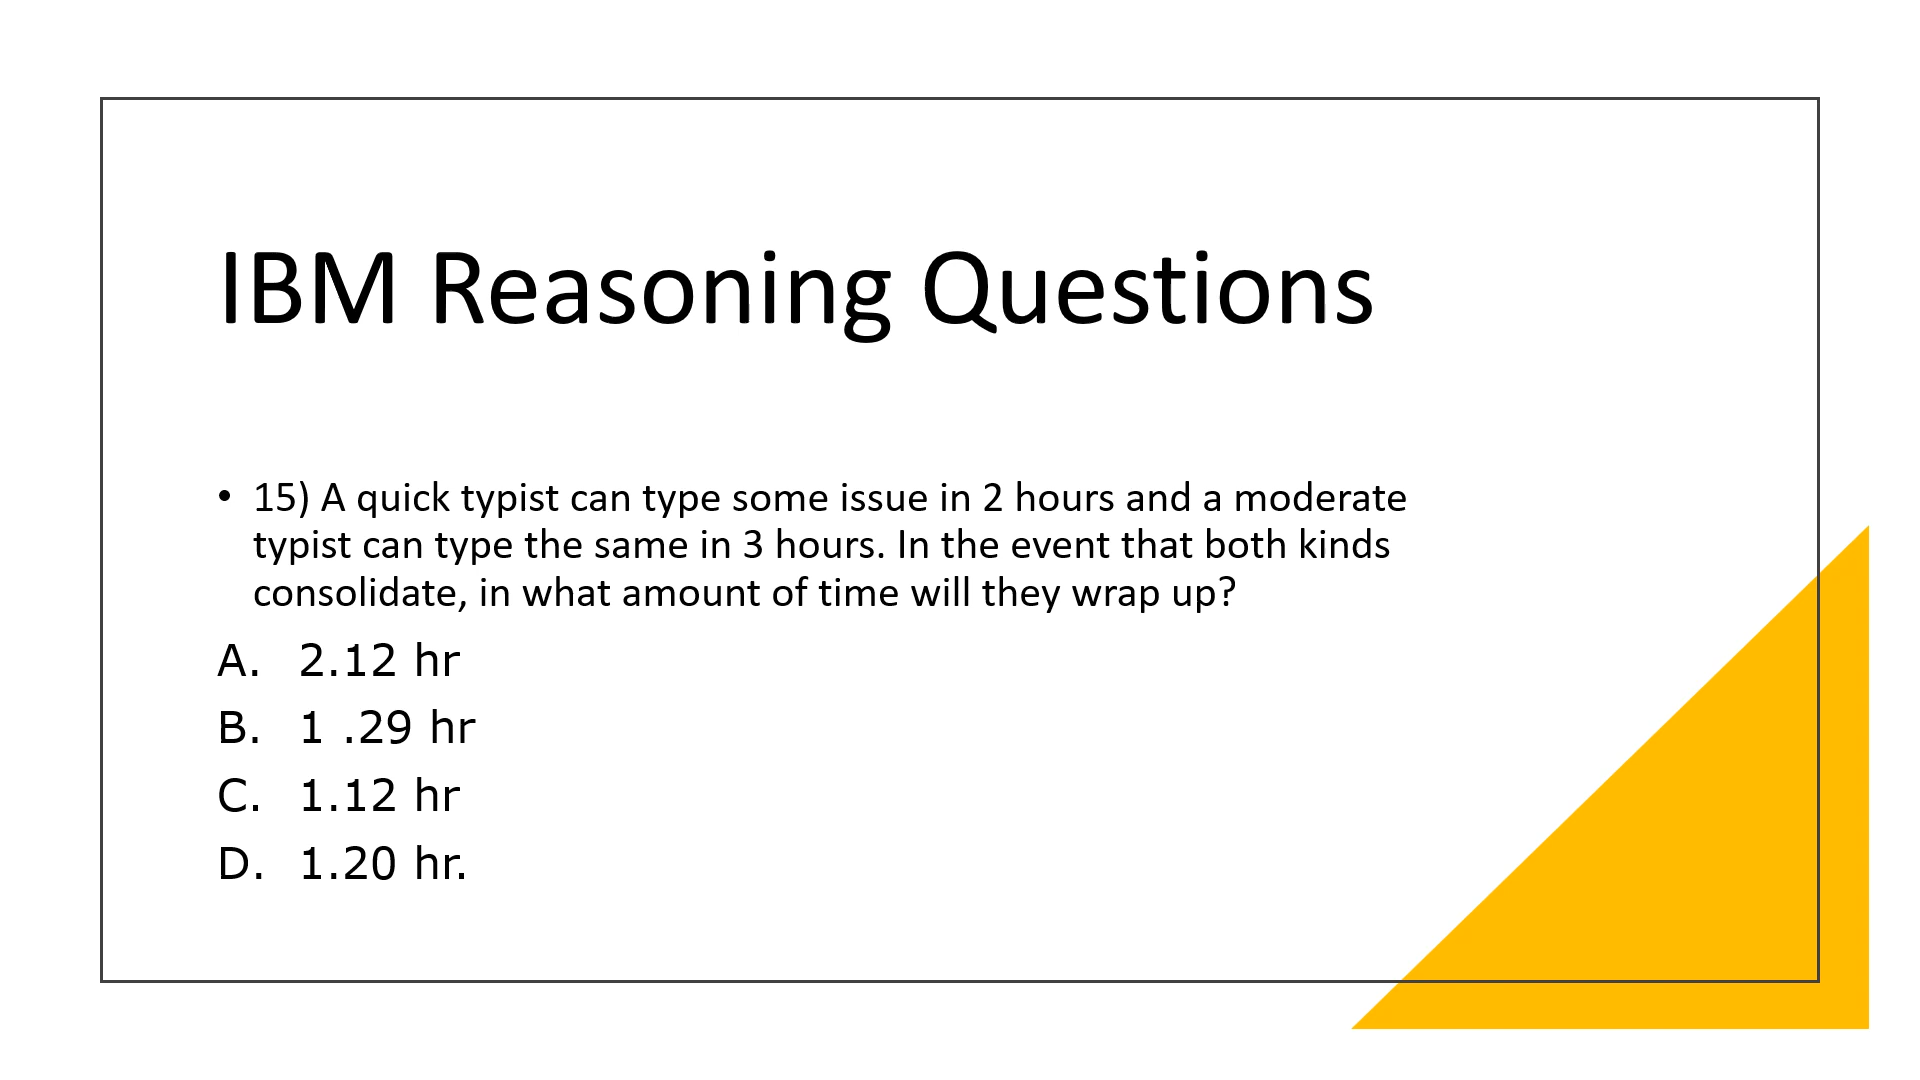 IBM Reasoning Questions
• 15) A quick typist can type some issue in 2 hours and a moderate
typist can type the same in 3 hours. In the event that both kinds
consolidate, in what amount of time will they wrap up?
A. 2.12 hr
B. 1 .29 hr
C. 1.12 hr
D. 1.20 hr.